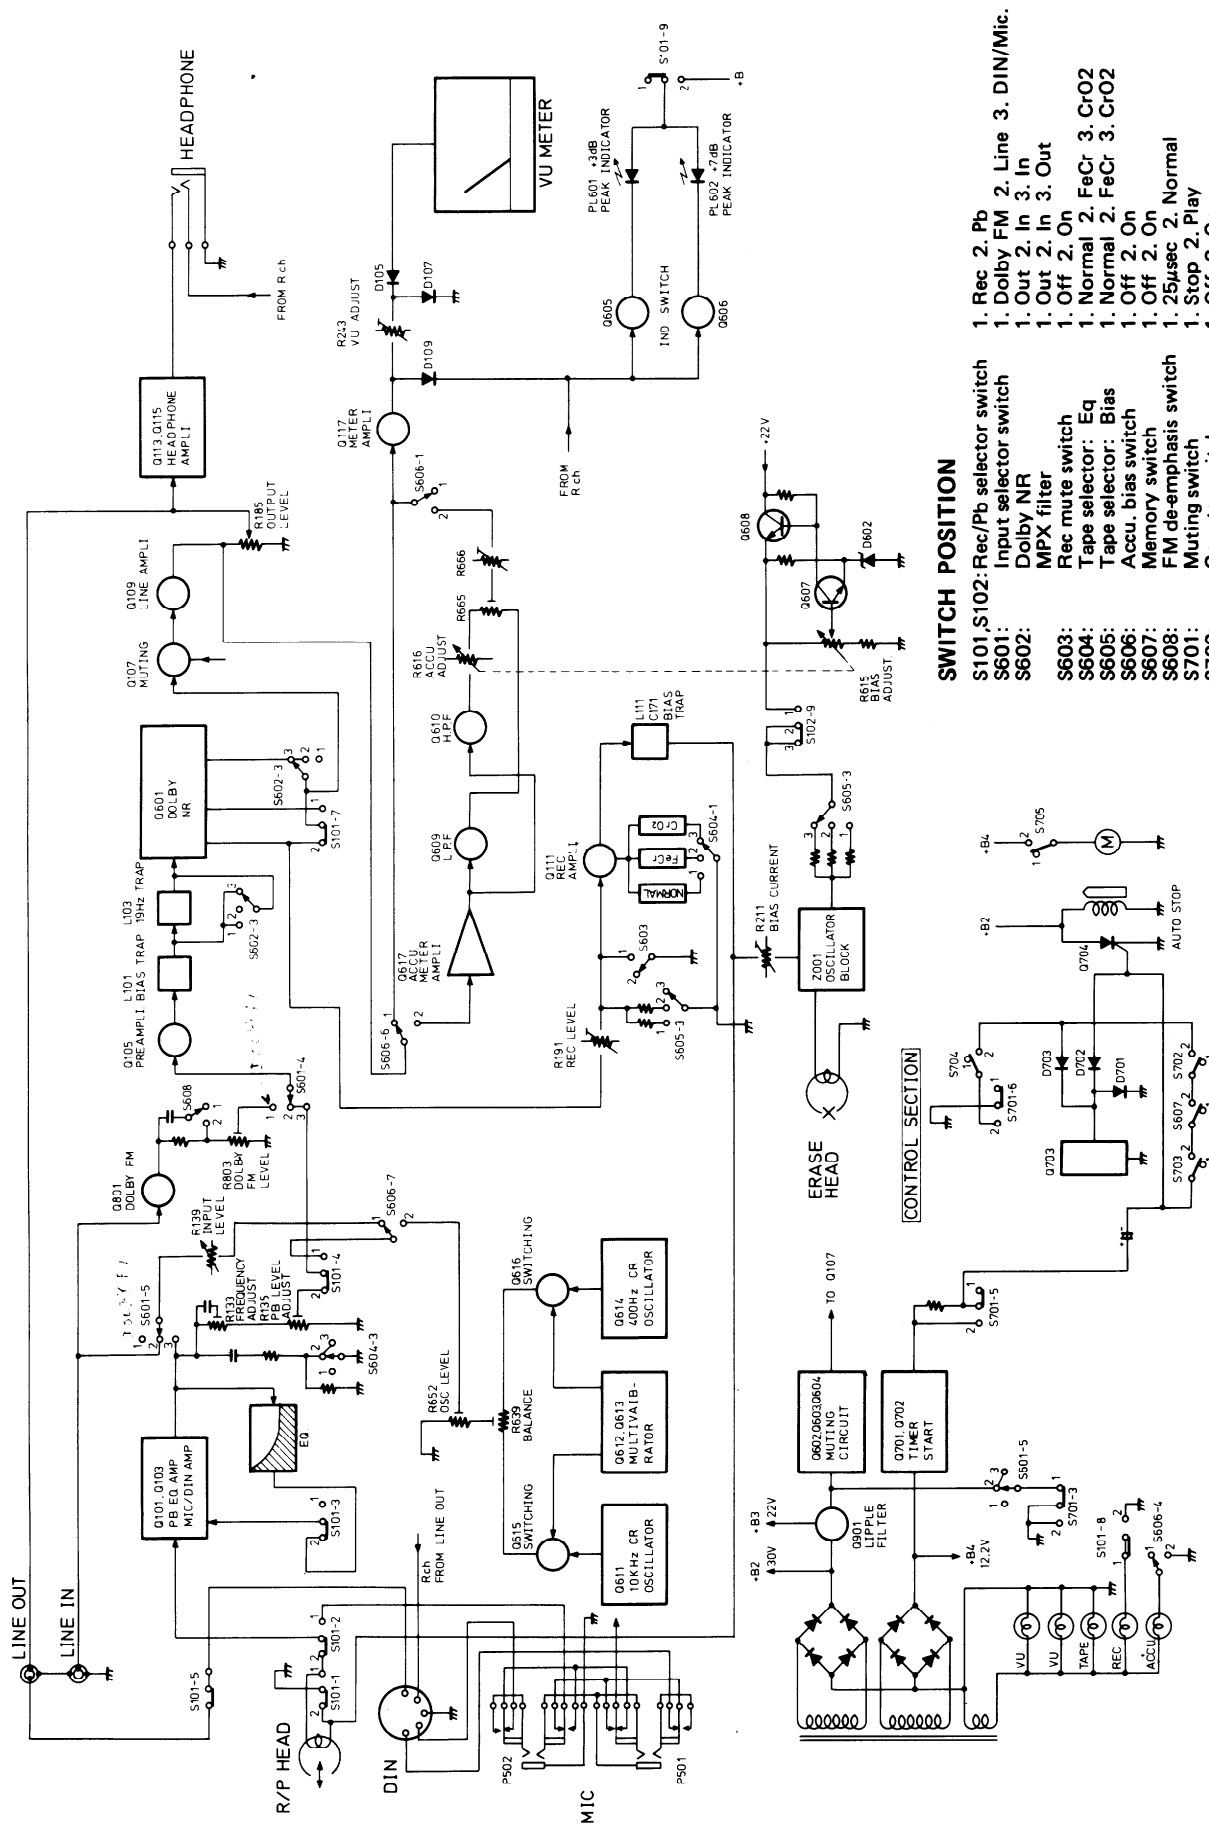 LINE OUT
LINE IN
S101-5
R/P HEAD
S101-1
S101-2
DIN
Rch
FROM LINE OUT
P502
P501
MIC
Q101, Q103
PB EQ AMP
MIC/DIN AMP
EQ
S101-3
S601-5
S604-3
R133
FREQUENCY
ADJUST
R135
PB LEVEL
ADJUST
R139
INPUT
LEVEL
S101-4
S606-7
Q801
DOLBY FM
S608
R803
DOLBY
FM
LEVEL
S601-4
Q105
PREAMPLI
L101
BIAS TRAP
L103
19Hz TRAP
S602-3
Q601
DOLBY
NR
S602-3
S101-7
Q107
MUTING
Q109
LINE AMPLI
R185
OUTPUT
LEVEL
Q113,Q115
HEADPHONE
AMPLI
HEADPHONE
FROM Rch
R652
OSC LEVEL
R639
BALANCE
Q615
SWITCHING
Q616
SWITCHING
Q611
10KHz CR
OSCILLATOR
Q612,Q613
MULTIVAIB-
RATOR
Q614
400Hz CR
OSCILLATOR
S606-6
Q617
ACCU
METER
AMPLI
Q609
L.P.F
Q610
H.P.F
R616
ACCU
ADJUST
R665
R666
S606-1
Q117
METER
AMPLI
R243
VU ADJUST
D105
D107
D109
VU METER
FROM
Rch
Q605
IND SWITCH
Q606
PL601 +3dB
PEAK INDICATOR
PL602 +7dB
PEAK INDICATOR
S101-9
+B
R191
REC LEVEL
S603
S605-3
Q111
REC
AMPLI
NORMAL
FeCr
CrO2
S604-1
L111
C171
BIAS
TRAP
ERASE
HEAD
Z001
OSCILLATOR
BLOCK
R211
BIAS CURRENT
S605-3
S102-9
R615
BIAS
ADJUST
Q607
Q608
D602
+22V
Q602,Q603,Q604
MUTING
CIRCUIT
TO Q107
Q701,Q702
TIMER
START
+B3
22V
+B2
30V
Q901
LIPPLE
FILTER
+B4
12.2V
S601-5
S701-3
S101-8
S606-4
VU
VU
TAPE
REC
ACCU.
S701-5
CONTROL SECTION
S704
S701-6
Q703
D703
D702
D701
S703
S607
S702
+B2
Q704
AUTO STOP
+B4
S705
M
SWITCH POSITION
S101,S102: Rec/Pb selector switch 1. Rec 2. Pb
S601: Input selector switch 1. Dolby FM 2. Line 3. DIN/Mic.
S602: Dolby NR 1. Out 2. In 3. In
MPX filter 1. Out 2. In 3. Out
S603: Rec mute switch 1. Off 2. On
S604: Tape selector: Eq 1. Normal 2. FeCr 3. CrO2
S605: Tape selector: Bias 1. Normal 2. FeCr 3. CrO2
S606: Accu. bias switch 1. Off 2. On
S607: Memory switch 1. Off 2. On
S608: FM de-emphasis switch 1. 25μsec 2. Normal
S701: Muting switch 1. Stop 2. Play